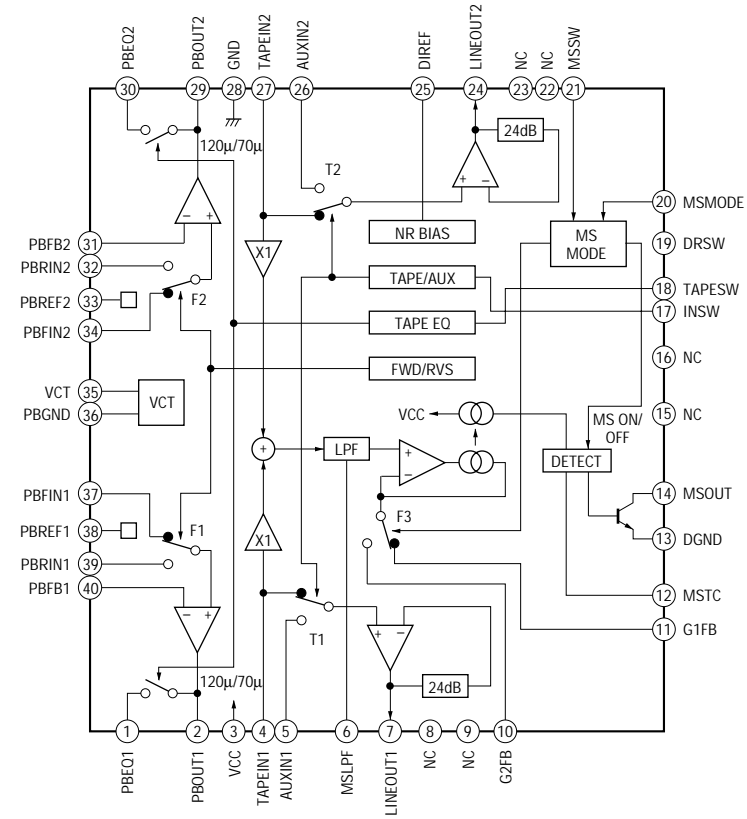 PBEQ2
PBOUT2
GND
TAPEIN2
AUXIN2
DIREF
LINEOUT2
NC
NC
MSSW
30
29
28
27
26
25
24
23
22
21
120μ/70μ
24dB
T2
+
−
−
+
20 MSMODE
PBFB2 31
NR BIAS
MS
MODE
19 DRSW
PBRIN2 32
X1
TAPE/AUX
18 TAPESW
PBREF2 33
F2
17 INSW
PBFIN2 34
TAPE EQ
16 NC
FWD/RVS
VCT 35
VCT
PBGND 36
VCC
MS ON/
OFF
15 NC
+
LPF
+
−
DETECT
PBFIN1 37
14 MSOUT
PBREF1 38
F1
X1
F3
13 DGND
PBRIN1 39
PBFB1 40
12 MSTC
−
+
T1
+
−
11 G1FB
120μ/70μ
24dB
1
2
3
4
5
6
7
8
9
10
PBEQ1
PBOUT1
VCC
TAPEIN1
AUXIN1
MSLPF
LINEOUT1
NC
NC
G2FB